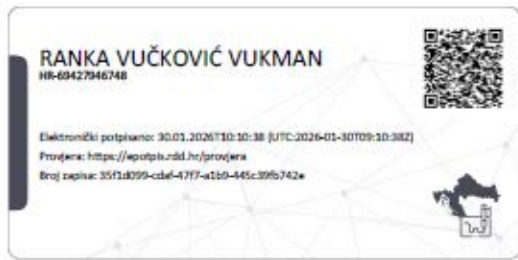 RANKA VUČKOVIĆ VUKMAN
HR-69427946748
Elektronički potpisano: 30.01.2026T10:10:38 (UTC:2026-01-30T09:10:38Z)
Provjera: https://epotpis.rdd.hr/provjera
Broj zapisa: 35f1d099-cdaf-47f7-a1b9-445c39fb742e